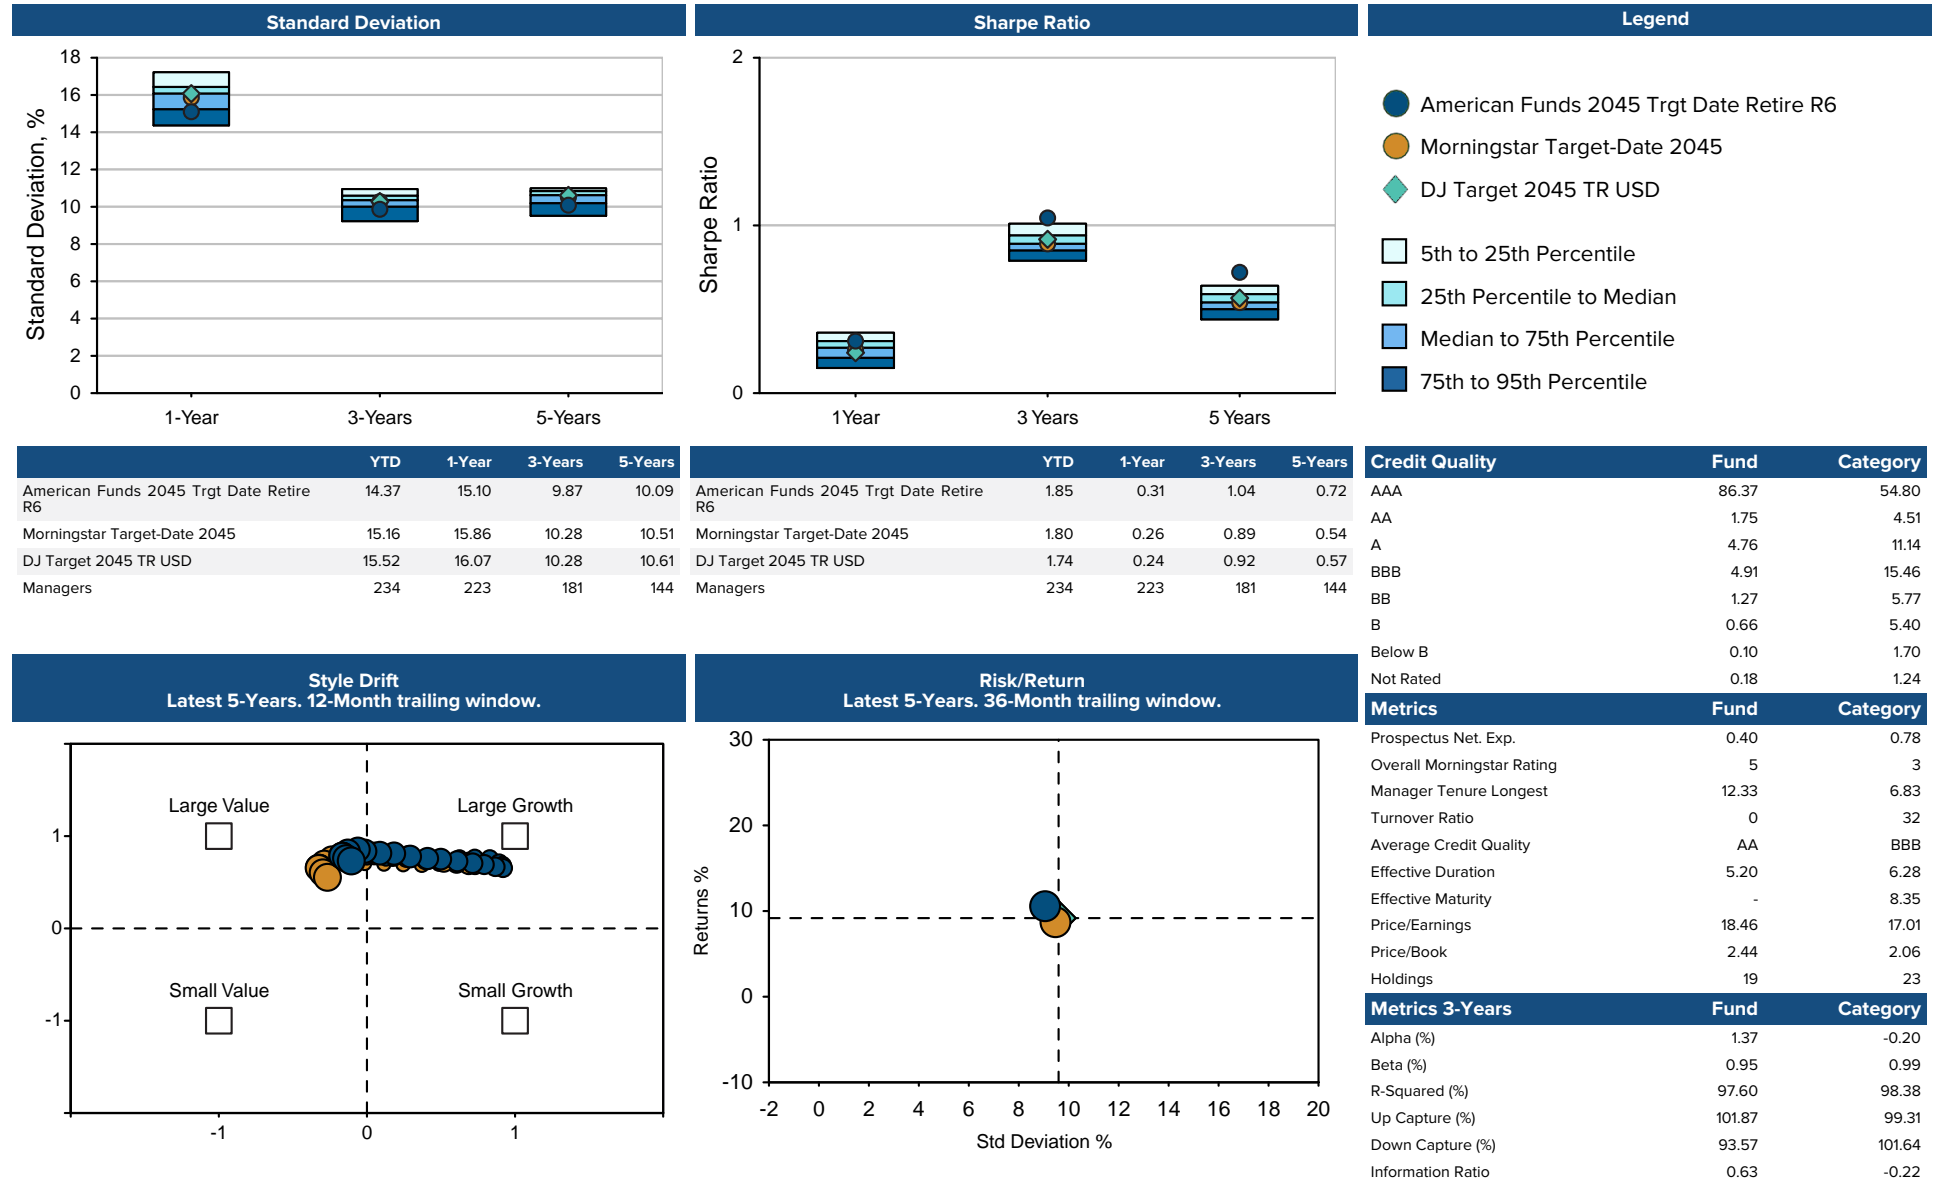 Standard Deviation
18
16
14
12
10
8
6
4
2
0
Standard Deviation, %
1-Year 3-Years 5-Years
Sharpe Ratio
2
1
0
Sharpe Ratio
1Year 3 Years 5 Years
Legend
American Funds 2045 Trgt Date Retire R6
Morningstar Target-Date 2045
DJ Target 2045 TR USD
5th to 25th Percentile
25th Percentile to Median
Median to 75th Percentile
75th to 95th Percentile
YTD 1-Year 3-Years 5-Years
American Funds 2045 Trgt Date Retire 14.37 15.10 9.87 10.09
R6
Morningstar Target-Date 2045 15.16 15.86 10.28 10.51
DJ Target 2045 TR USD 15.52 16.07 10.28 10.61
Managers 234 223 181 144
YTD 1-Year 3-Years 5-Years
American Funds 2045 Trgt Date Retire 1.85 0.31 1.04 0.72
R6
Morningstar Target-Date 2045 1.80 0.26 0.89 0.54
DJ Target 2045 TR USD 1.74 0.24 0.92 0.57
Managers 234 223 181 144
Credit Quality Fund Category
AAA 86.37 54.80
AA 1.75 4.51
A 4.76 11.14
BBB 4.91 15.46
BB 1.27 5.77
B 0.66 5.40
Below B 0.10 1.70
Not Rated 0.18 1.24
Metrics Fund Category
Prospectus Net. Exp. 0.40 0.78
Overall Morningstar Rating 5 3
Manager Tenure Longest 12.33 6.83
Turnover Ratio 0 32
Average Credit Quality AA BBB
Effective Duration 5.20 6.28
Effective Maturity - 8.35
Price/Earnings 18.46 17.01
Price/Book 2.44 2.06
Holdings 19 23
Metrics 3-Years Fund Category
Alpha (%) 1.37 -0.20
Beta (%) 0.95 0.99
R-Squared (%) 97.60 98.38
Up Capture (%) 101.87 99.31
Down Capture (%) 93.57 101.64
Information Ratio 0.63 -0.22
Style Drift
Latest 5-Years. 12-Month trailing window.
Large Value Large Growth
1
0
Small Value Small Growth
-1
-1 0 1
Risk/Return
Latest 5-Years. 36-Month trailing window.
30
20
10
0
-10
Returns %
-2 0 2 4 6 8 10 12 14 16 18 20
Std Deviation %